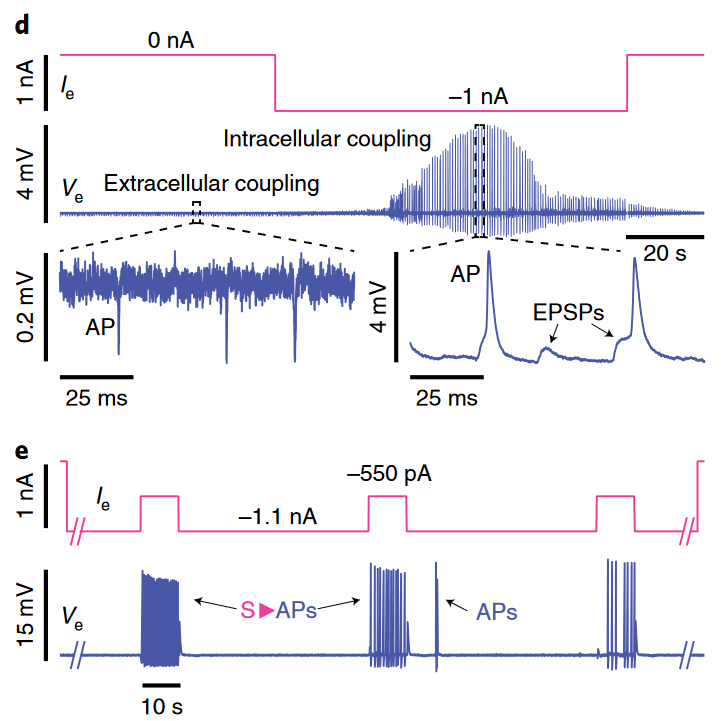 d
0 nA
1 nA
Ie
–1 nA
Intracellular coupling
4 mV
Ve
Extracellular coupling
20 s
0.2 mV
AP
25 ms
4 mV
AP
EPSPs
25 ms
e
–550 pA
1 nA
Ie
–1.1 nA
15 mV
Ve
S▶APs
APs
10 s